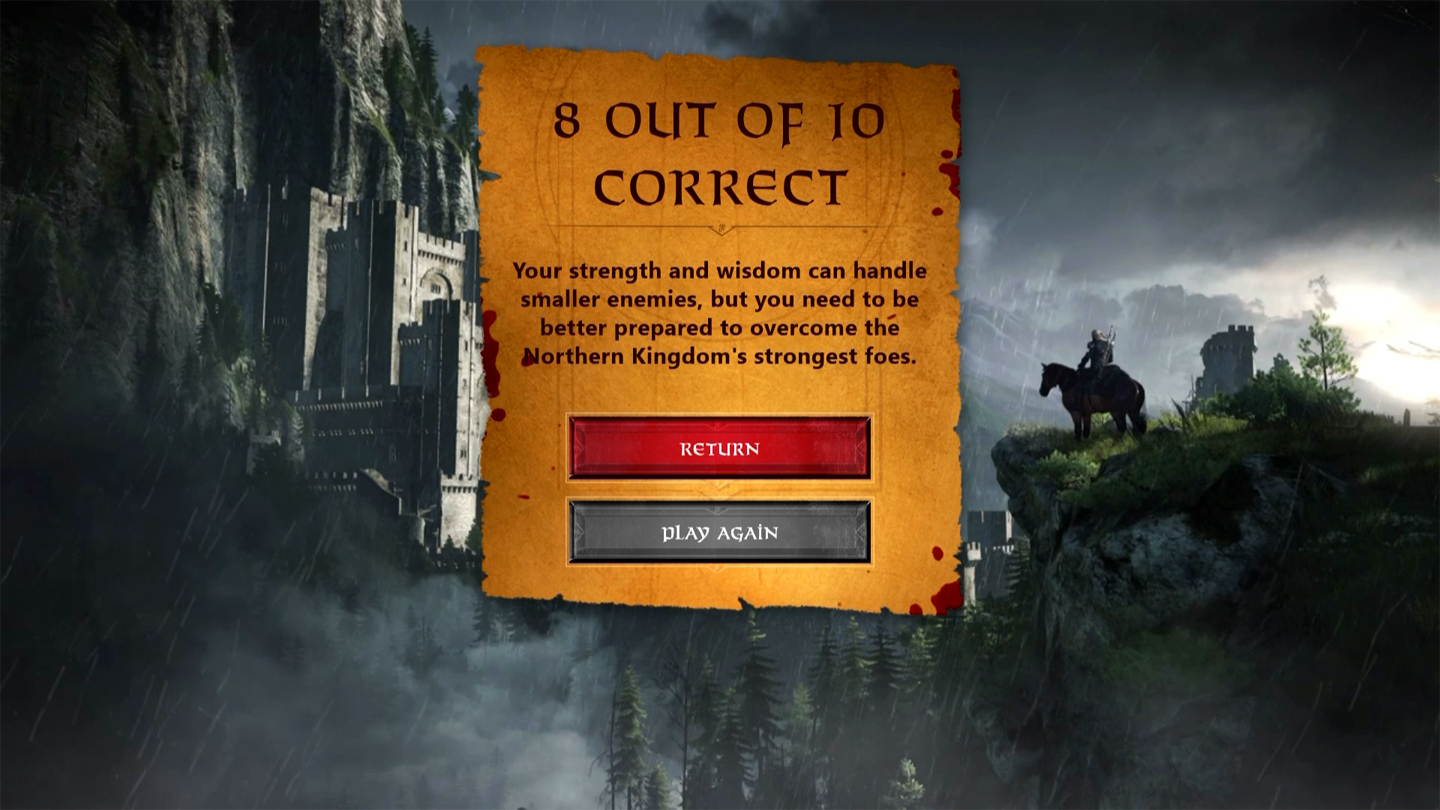 8 OUT OF 10
CORRECT
Your strength and wisdom can handle
smaller enemies, but you need to be
better prepared to overcome the
Northern Kingdom's strongest foes.
RETURN
PLAY AGAIN